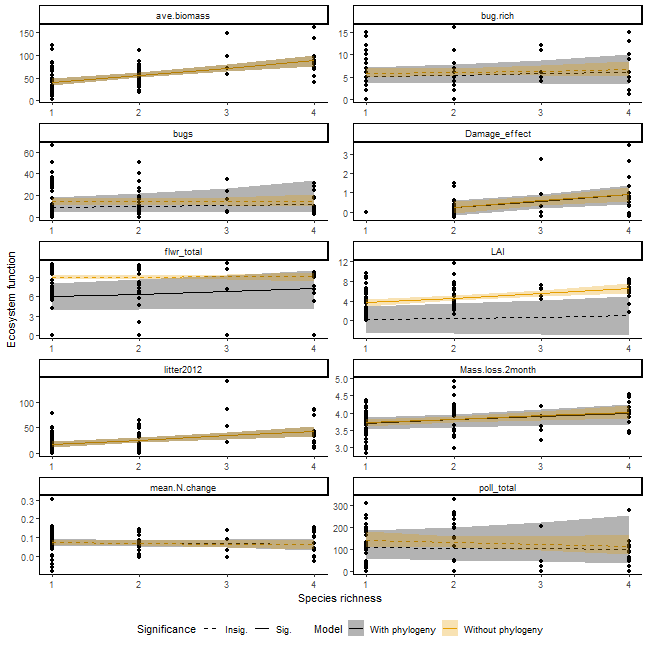 ave.biomass
bug.rich
150
100
50
0
15
10
5
0
1 2 3 4
1 2 3 4
bugs
Damage_effect
60
40
20
0
3
2
1
0
1 2 3 4
1 2 3 4
flwr_total
LAI
9
6
3
0
12
8
4
0
1 2 3 4
1 2 3 4
litter2012
Mass.loss.2month
100
50
0
5.0
4.5
4.0
3.5
3.0
1 2 3 4
1 2 3 4
mean.N.change
poll_total
0.3
0.2
0.1
0.0
300
200
100
0
1 2 3 4
1 2 3 4
Ecosystem function
Species richness
Significance Insig. Sig. Model With phylogeny Without phylogeny